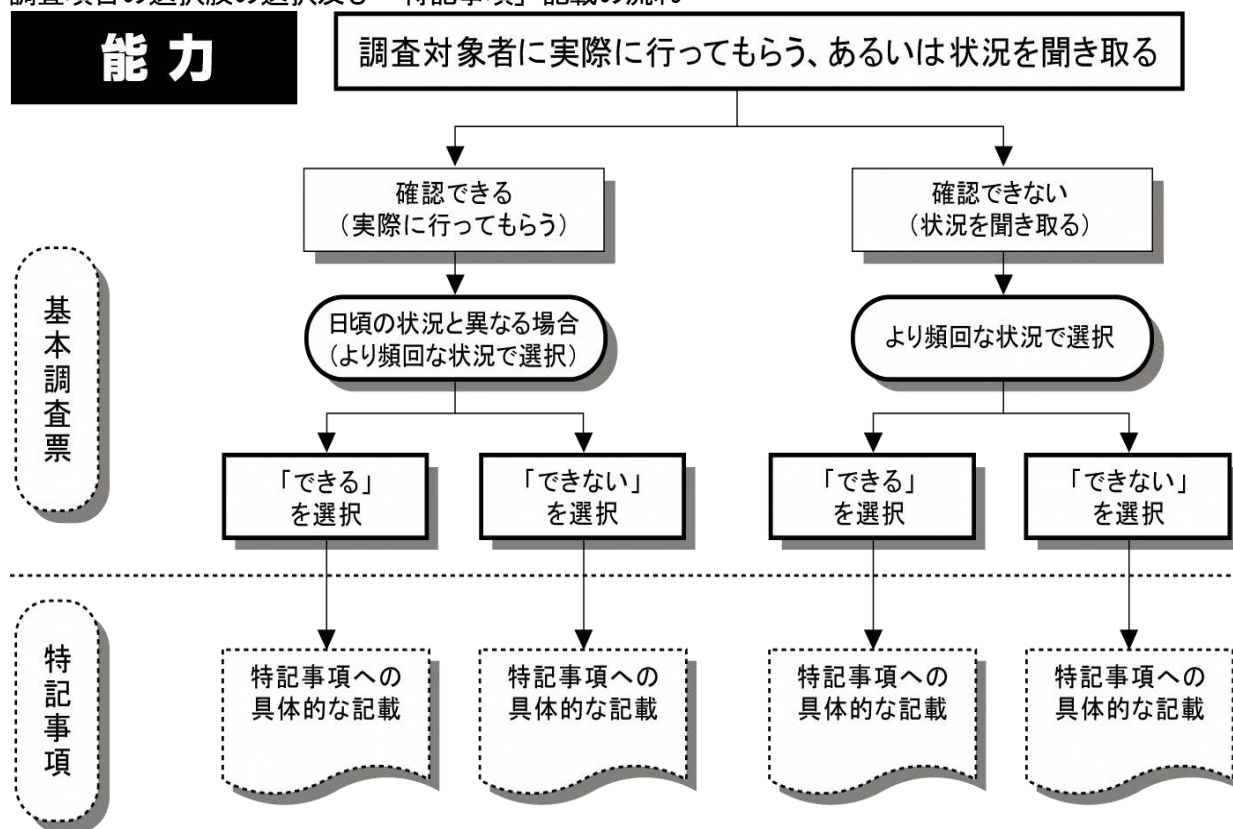 調査項目の選択肢の選択及び「特記事項」記載の流れ
能力
調査対象者に実際に行ってもらう、あるいは状況を聞き取る
確認できる
（実際に行ってもらう）
確認できない
（状況を聞き取る）
基本調査票
日頃の状況と異なる場合
（より頻回な状況で選択）
より頻回な状況で選択
「できる」
を選択
「できない」
を選択
「できる」
を選択
「できない」
を選択
特記事項
特記事項への
具体的な記載
特記事項への
具体的な記載
特記事項への
具体的な記載
特記事項への
具体的な記載